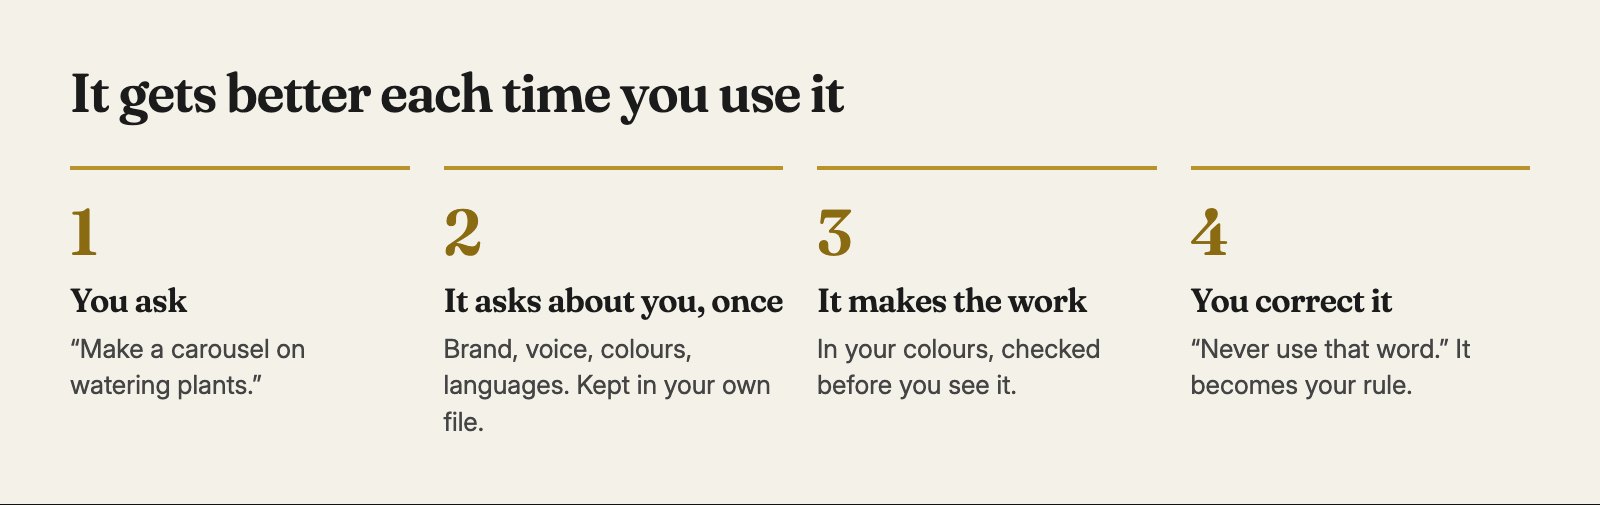 It gets better each time you use it
1
You ask
“Make a carousel on
watering plants.”
2
It asks about you, once
Brand, voice, colours,
languages. Kept in your own
file.
3
It makes the work
In your colours, checked
before you see it.
4
You correct it
“Never use that word.” It
becomes your rule.